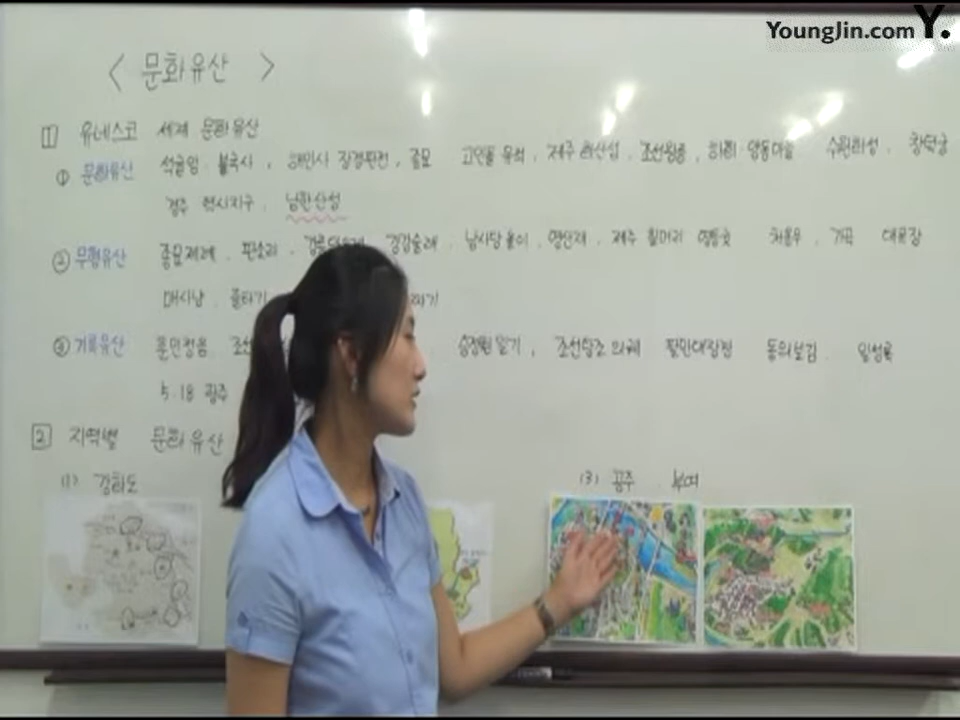 YoungJin.com Y.
< 문화유산 >
1 유네스코 세계 문화유산
① 문화유산 석굴암 · 불국사 , 해인사 장경판전 , 종묘 고인돌 유적 , 제주 화산섬 , 조선왕릉 , 하회 · 양동마을 수원화성 , 창덕궁
경주 역사지구 , 남한산성
② 무형유산 종묘제례 , 판소리 , 강릉단오제 강강술래 , 남사당 놀이 , 영산재 , 제주 칠머리 영등굿 처용무 , 가곡 대목장
매사냥 , 줄타기
③ 기록유산 훈민정음 승정원 일기 , 조선왕조 의궤 팔만대장경 동의보감 일성록
5.18 광주
2 지역별 문화유산
(1) 강화도 (3) 공주 . 부여